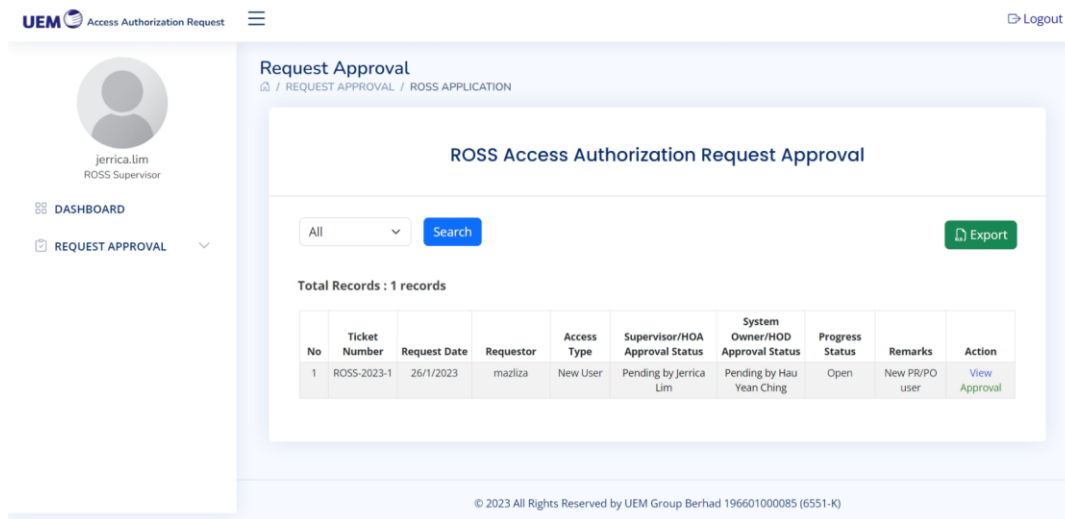 UEM Access Authorization Request
Logout
jerrica.lim
ROSS Supervisor
DASHBOARD
REQUEST APPROVAL
Request Approval
/ REQUEST APPROVAL / ROSS APPLICATION
ROSS Access Authorization Request Approval
All
Search
Export
Total Records : 1 records
No Ticket Number Request Date Requestor Access Type Supervisor/HOA Approval Status System Owner/HOD Approval Status Progress Status Remarks Action
1 ROSS-2023-1 26/1/2023 mazliza New User Pending by Jerrica Lim Pending by Hau Yean Ching Open New PR/PO user View Approval
© 2023 All Rights Reserved by UEM Group Berhad 196601000085 (6551-K)